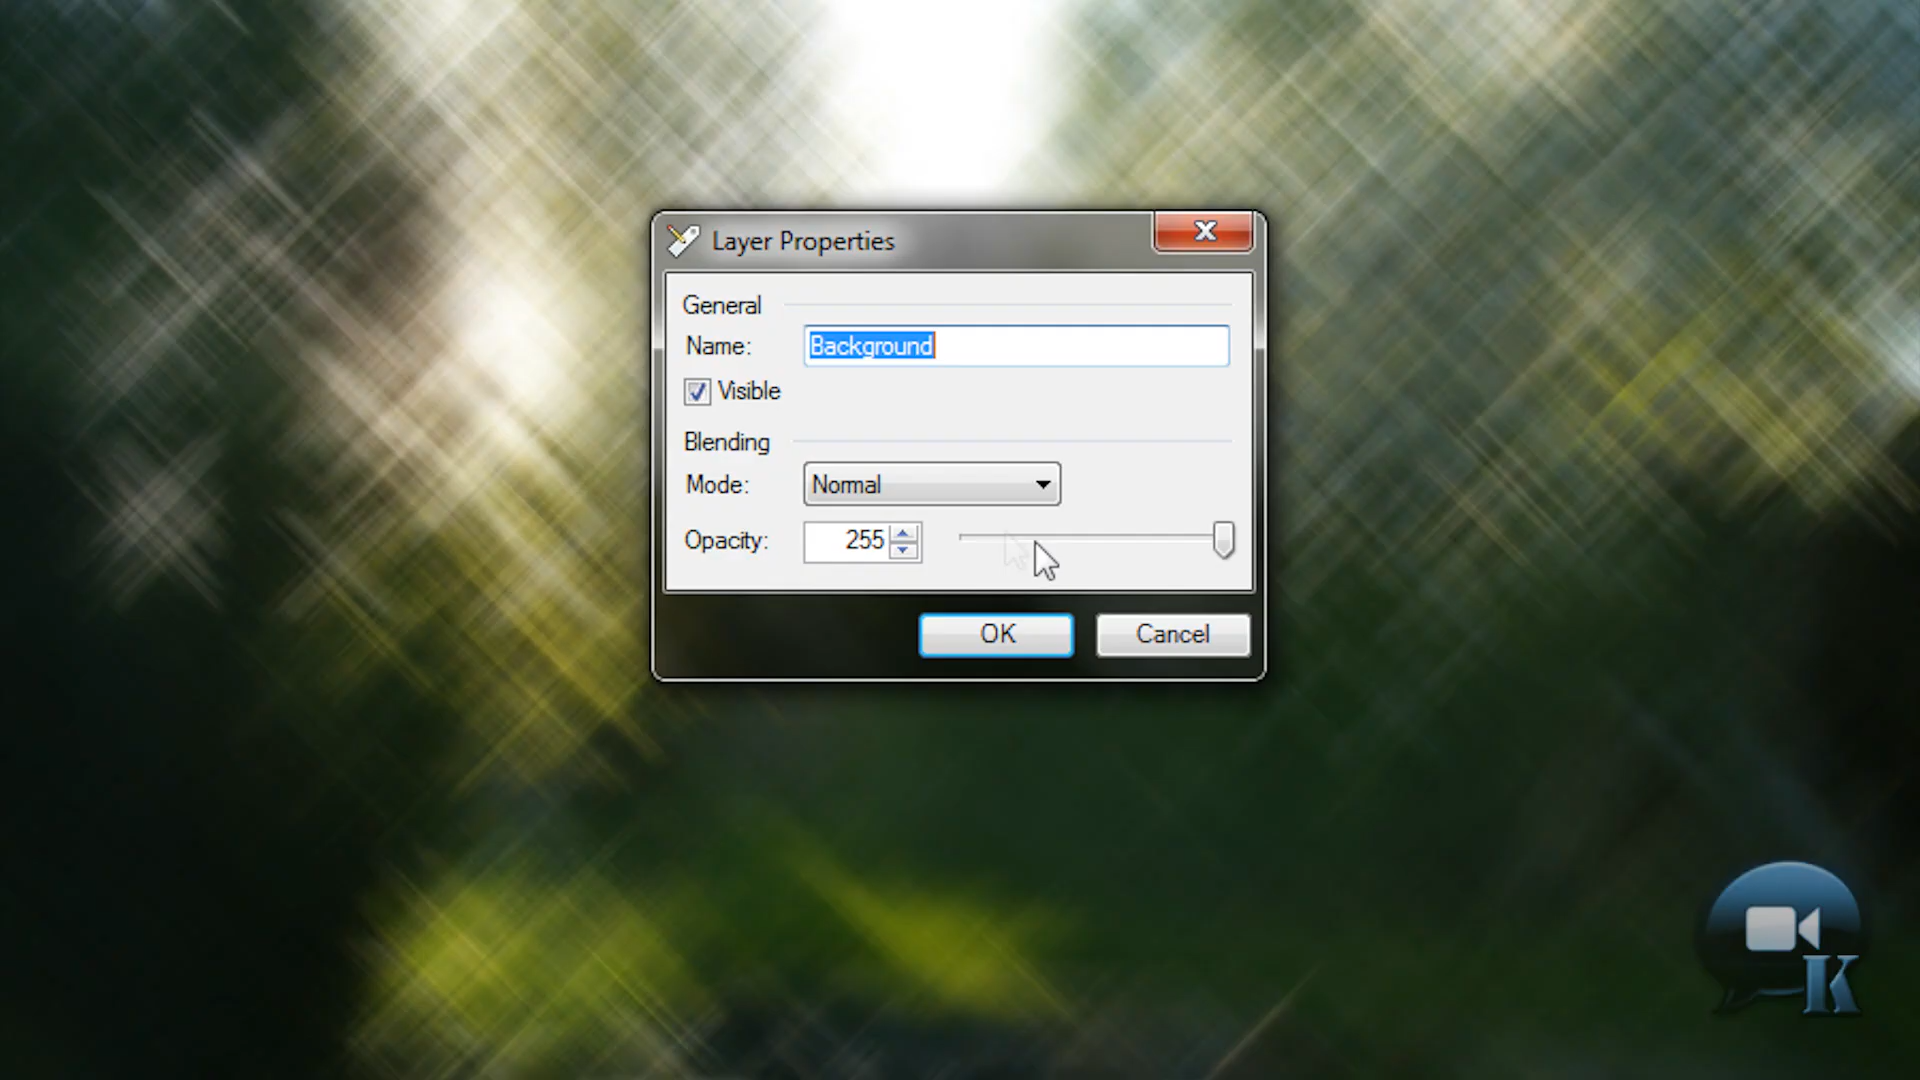 Layer Properties
General
Name: Background
Visible
Blending
Mode: Normal
Opacity: 255
OK Cancel
K